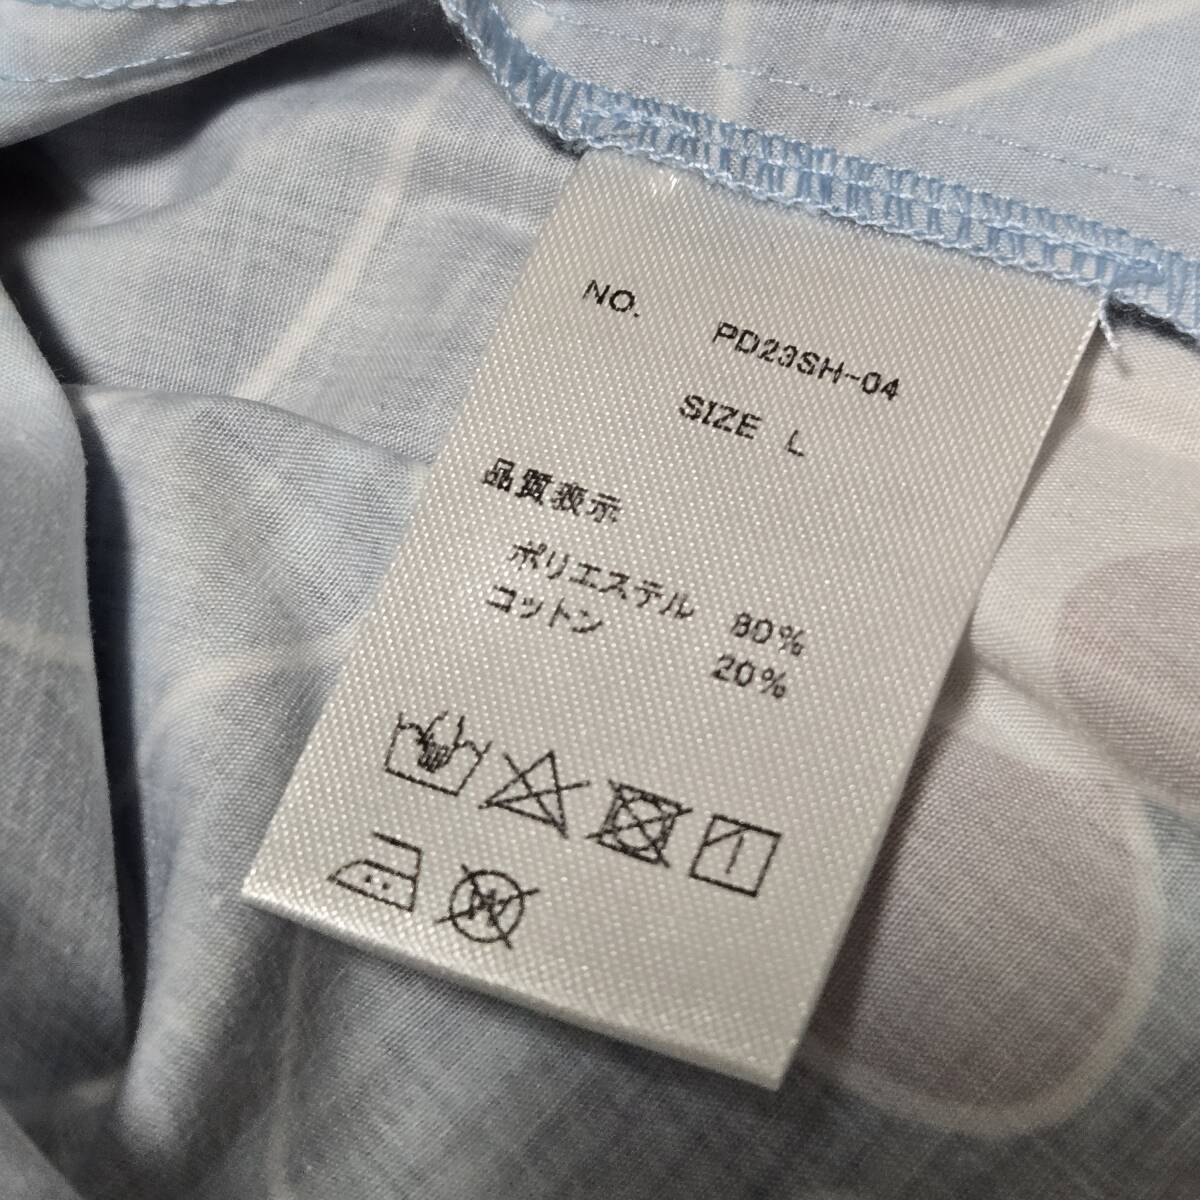 NO. PD23SH-04
SIZE L
品質表示
ポリエステル 80%
コットン 20%
W